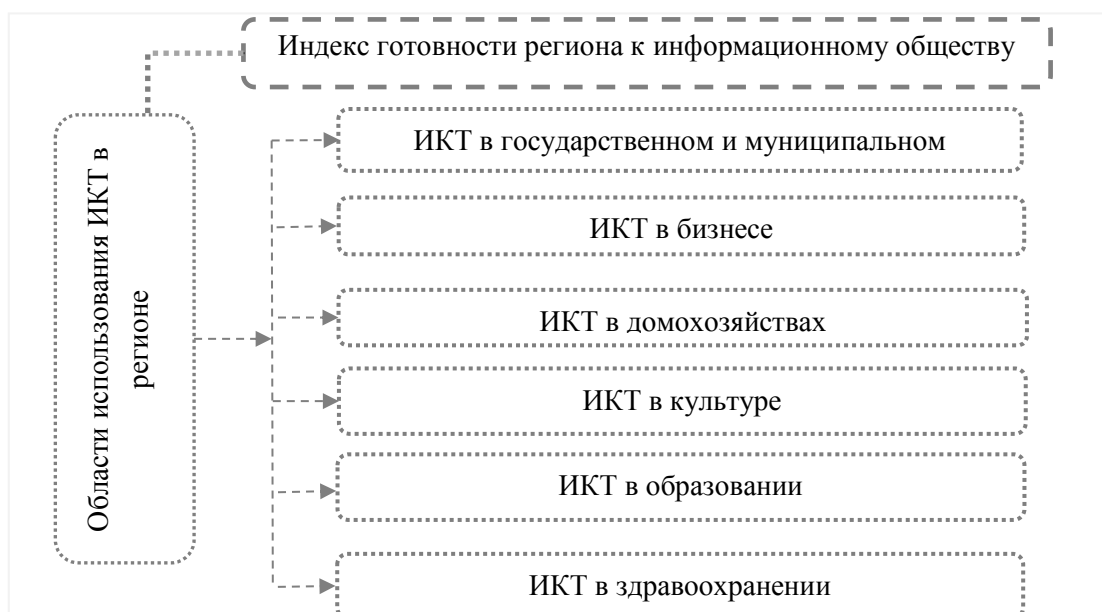 Индекс готовности региона к информационному обществу
Области использования ИКТ в
регионе
ИКТ в государственном и муниципальном
ИКТ в бизнесе
ИКТ в домохозяйствах
ИКТ в культуре
ИКТ в образовании
ИКТ в здравоохранении